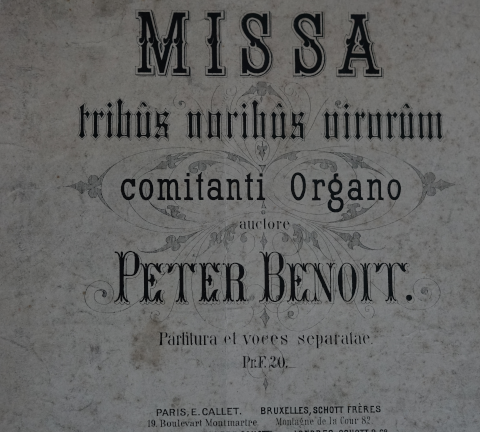 MISSA
tribûs vocibûs virorûm
comitanti Organo
auctore
PETER BENOIT.
Partitura et voces separatae.
Pr: F. 20,_
PARIS, E. CALLET. BRUXELLES, SCHOTT FRÈRES
19, Boulevart Montmartre Montagne de la Cour 82.